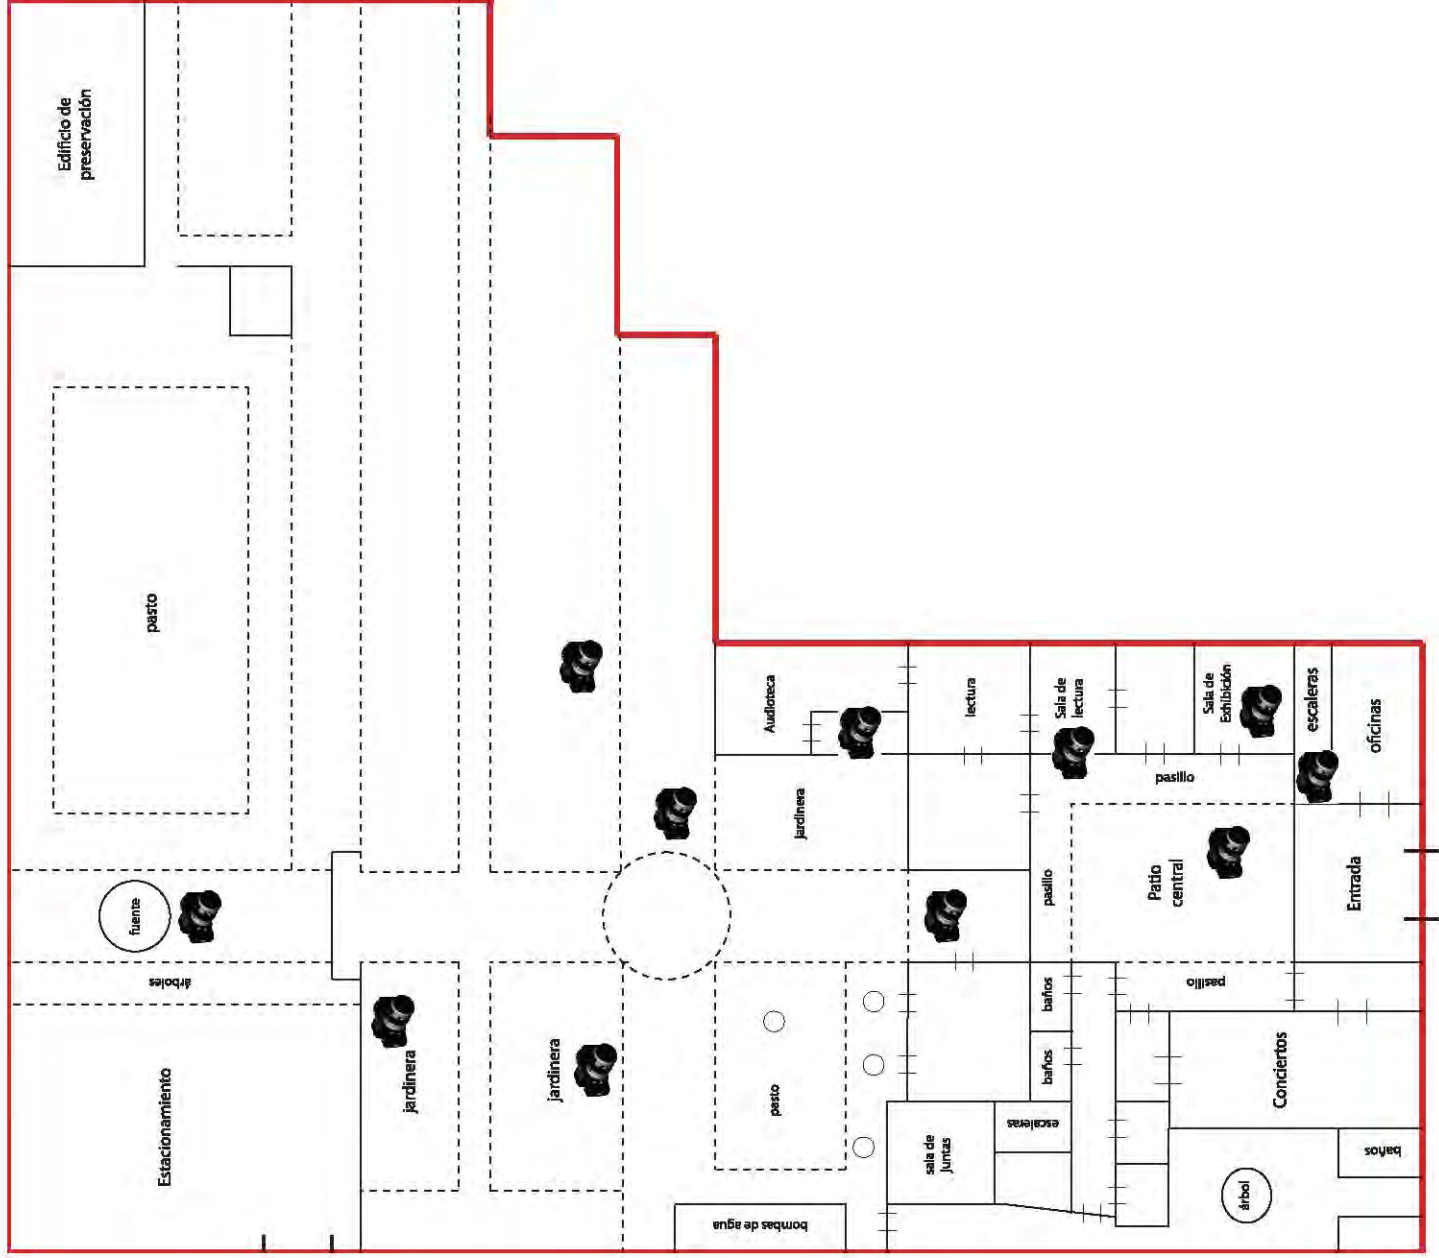 Edificio de
preservación
pasto
fuente
árboles
Estacionamiento
jardinera
jardinera
pasto
bombas de agua
Audioteca
jardinera
lectura
Sala de
lectura
Sala de
Exhibición
escaleras
oficinas
pasillo
pasillo
Patio
central
Entrada
pasillo
baños
baños
escaleras
sala de
juntas
Conciertos
baños
árbol